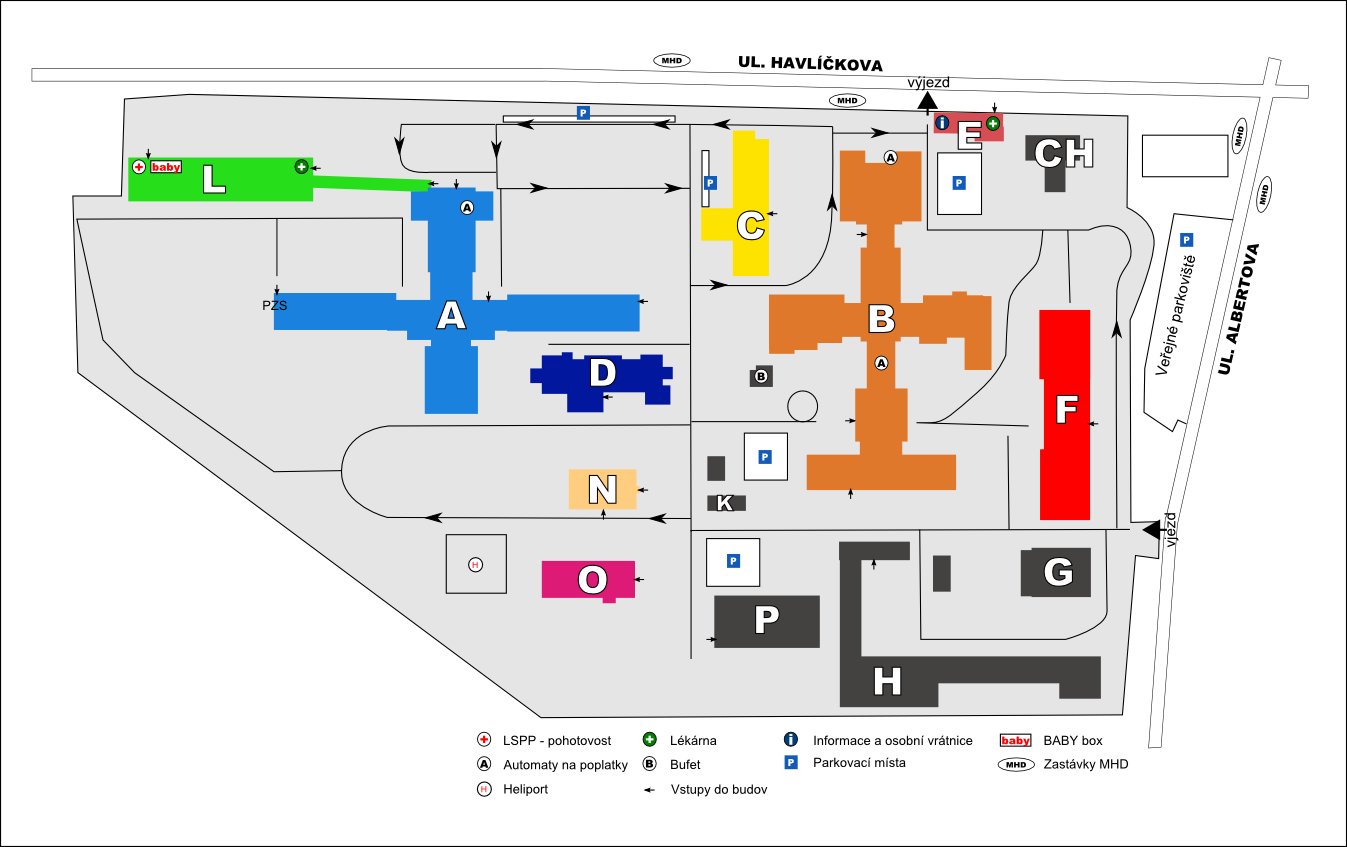 MHD
UL. HAVLÍČKOVA
výjezd
MHD
P
i
E
CH
MHD
baby
L
P
C
A
P
MHD
A
P
Veřejné parkoviště
UL. ALBERTOVA
PZS
A
B
D
A
B
F
P
N
K
vjezd
H
O
P
G
P
H
LSPP - pohotovost
Lékárna
i Informace a osobní vrátnice
baby BABY box
A Automaty na poplatky
B Bufet
P Parkovací místa
MHD Zastávky MHD
H Heliport
Vstupy do budov